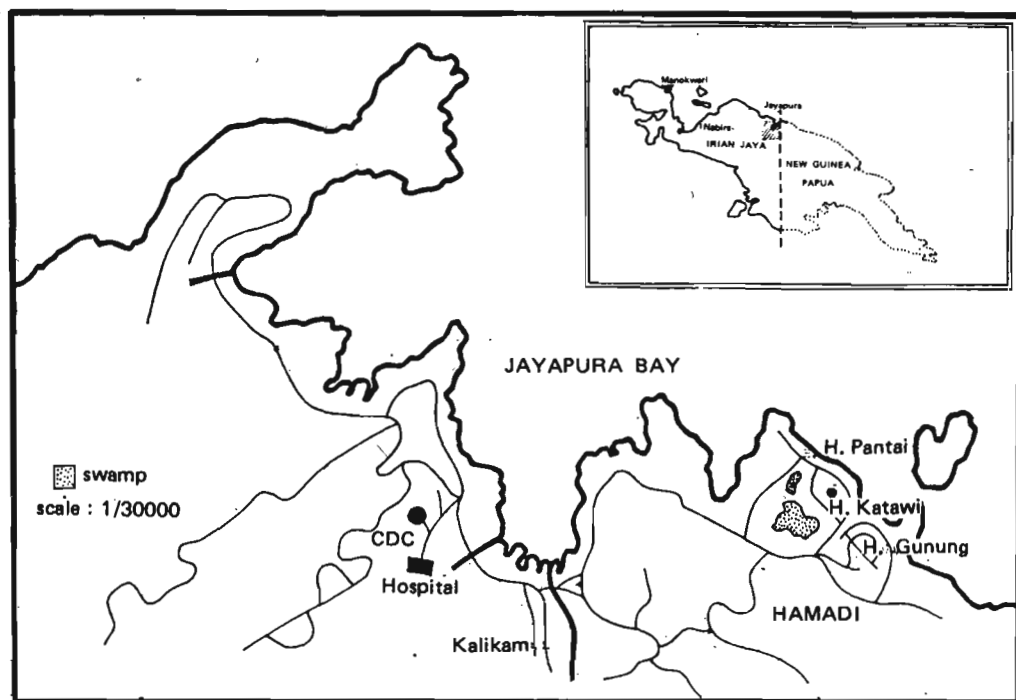 Manokwari
Jayapura
Nabire
IRIAN JAYA
NEW GUINEA
PAPUA
JAYAPURA BAY
H. Pantai
swamp
scale : 1/30000
H. Katawi
CDC
H. Gunung
Hospital
HAMADI
Kalikam